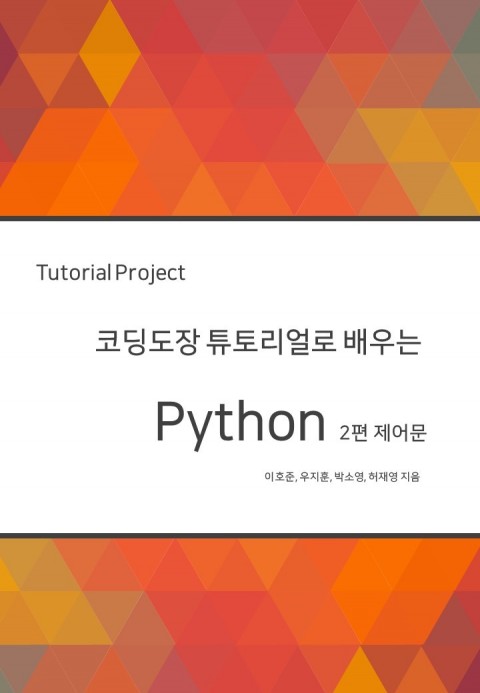 Tutorial Project
코딩도장 튜토리얼로 배우는
Python 2편 제어문
이호준, 우지훈, 박소영, 허재영 지음